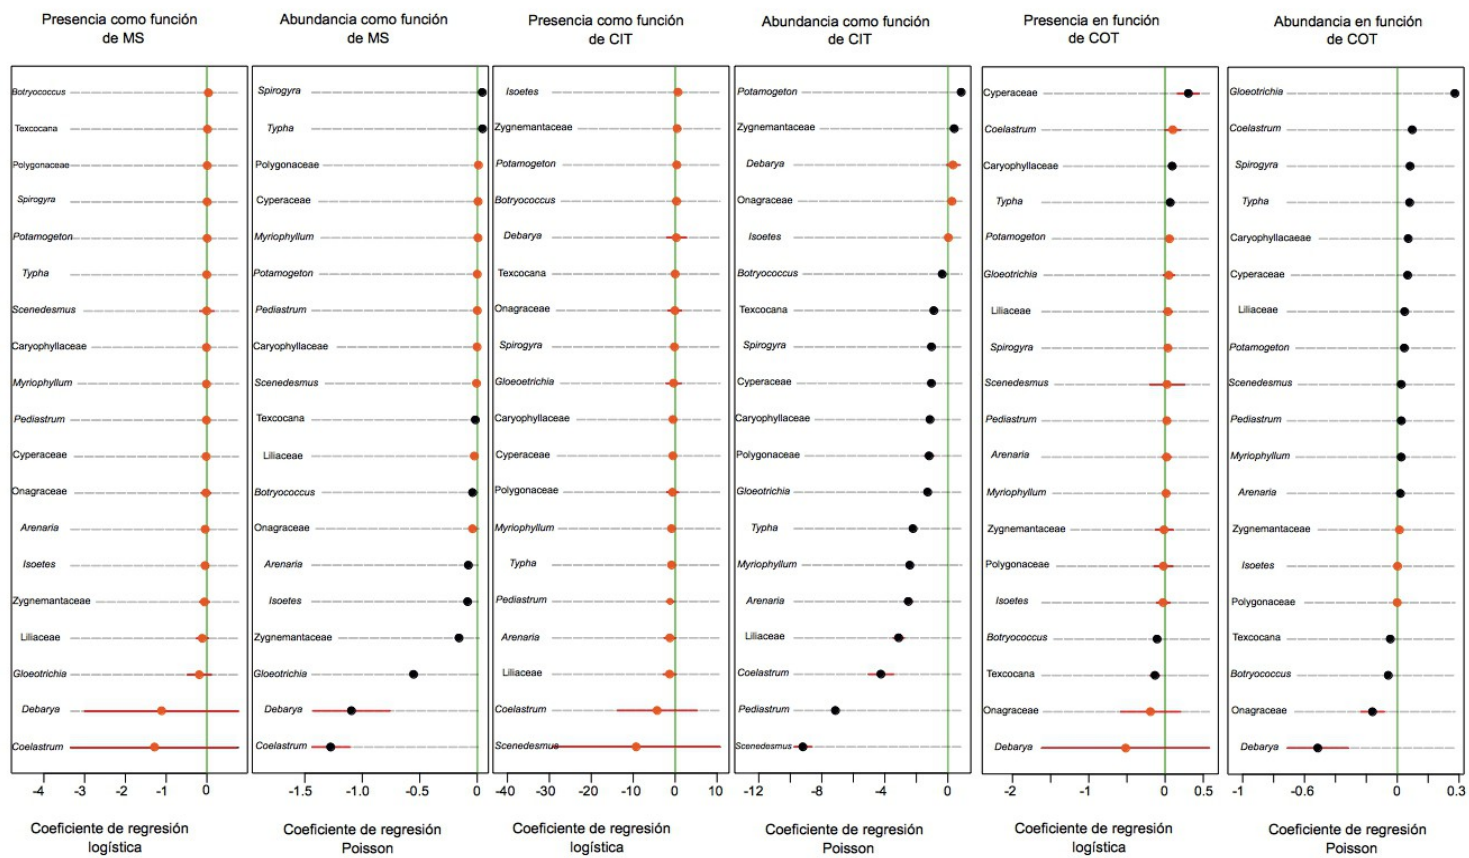 Presencia como función
de MS
Botryococcus
Texcocana
Polygonaceae
Spirogyra
Potamogeton
Typha
Scenedesmus
Caryophyllaceae
Myriophyllum
Pediastrum
Cyperaceae
Onagraceae
Arenaria
Isoetes
Zygnemantaceae
Liliaceae
Gloeotrichia
Debarya
Coelastrum
-4 -3 -2 -1 0
Coeficiente de regresión
logística
Abundancia como función
de MS
Spirogyra
Typha
Polygonaceae
Cyperaceae
Myriophyllum
Potamogeton
Pediastrum
Caryophyllaceae
Scenedesmus
Texcocana
Liliaceae
Botryococcus
Onagraceae
Arenaria
Isoetes
Zygnemantaceae
Gloeotrichia
Debarya
Coelastrum
-1.5 -1.0 -0.5 0
Coeficiente de regresión
Poisson
Presencia como función
de CIT
Isoetes
Zygnemantaceae
Potamogeton
Botryococcus
Debarya
Texcocana
Onagraceae
Spirogyra
Gloeoetrichia
Caryophyllaceae
Cyperaceae
Polygonaceae
Myriophyllum
Typha
Pediastrum
Arenaria
Liliaceae
Coelastrum
Scenedesmus
-40 -30 -20 -10 0 10
Coeficiente de regresión
logística
Abundancia como función
de CIT
Potamogeton
Zygnemantaceae
Debarya
Onagraceae
Isoetes
Botryococcus
Texcocana
Spirogyra
Cyperaceae
Caryophyllaceae
Polygonaceae
Gloeotrichia
Typha
Myriophyllum
Arenaria
Liliaceae
Coelastrum
Pediastrum
Scenedesmus
-12 -8 -4 0
Coeficiente de regresión
Poisson
Presencia en función
de COT
Cyperaceae
Coelastrum
Caryophyllaceae
Typha
Potamogeton
Gloeotrichia
Liliaceae
Spirogyra
Scenedesmus
Pediastrum
Arenaria
Myriophyllum
Zygnemantaceae
Polygonaceae
Isoetes
Botryococcus
Texcocana
Onagraceae
Debarya
-2 -1 0 0.5
Coeficiente de regresión
logística
Abundancia en función
de COT
Gloeotrichia
Coelastrum
Spirogyra
Typha
Caryophyllacaeae
Cyperaceae
Liliaceae
Potamogeton
Scenedesmus
Pediastrum
Myriophyllum
Arenaria
Zygnemantaceae
Isoetes
Polygonaceae
Texcocana
Botryococcus
Onagraceae
Debarya
-1 -0.6 0 0.3
Coeficiente de regresión
Poisson